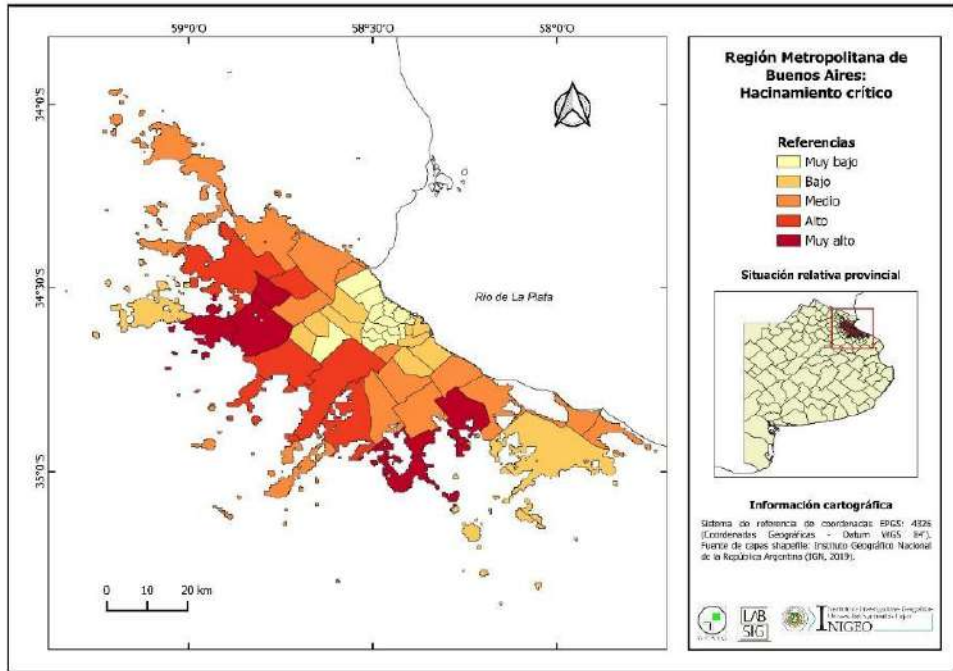 59°0'O
58°30'O
58°0'O
34°0'S
34°30'S
35°0'S
Río de La Plata
0 10 20 km
Región Metropolitana de
Buenos Aires:
Hacinamiento crítico
Referencias
Muy bajo
Bajo
Medio
Alto
Muy alto
Situación relativa provincial
Información cartográfica
Sistema de referencia de coordenadas EPGS: 4326
(Coordenadas Geográficas - Datum WGS 84).
Fuente de capas shapefile: Instituto Geográfico Nacional
de la República Argentina (IGN, 2019).
LAB
SIG
INIGEO